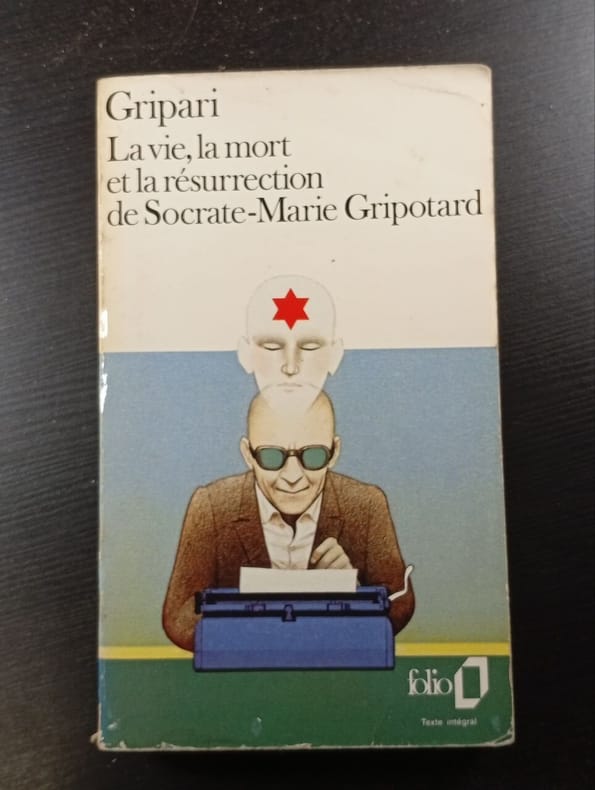 Gripari
La vie, la mort
et la résurrection
de Socrate-Marie Gripotard
folio
Texte intégral